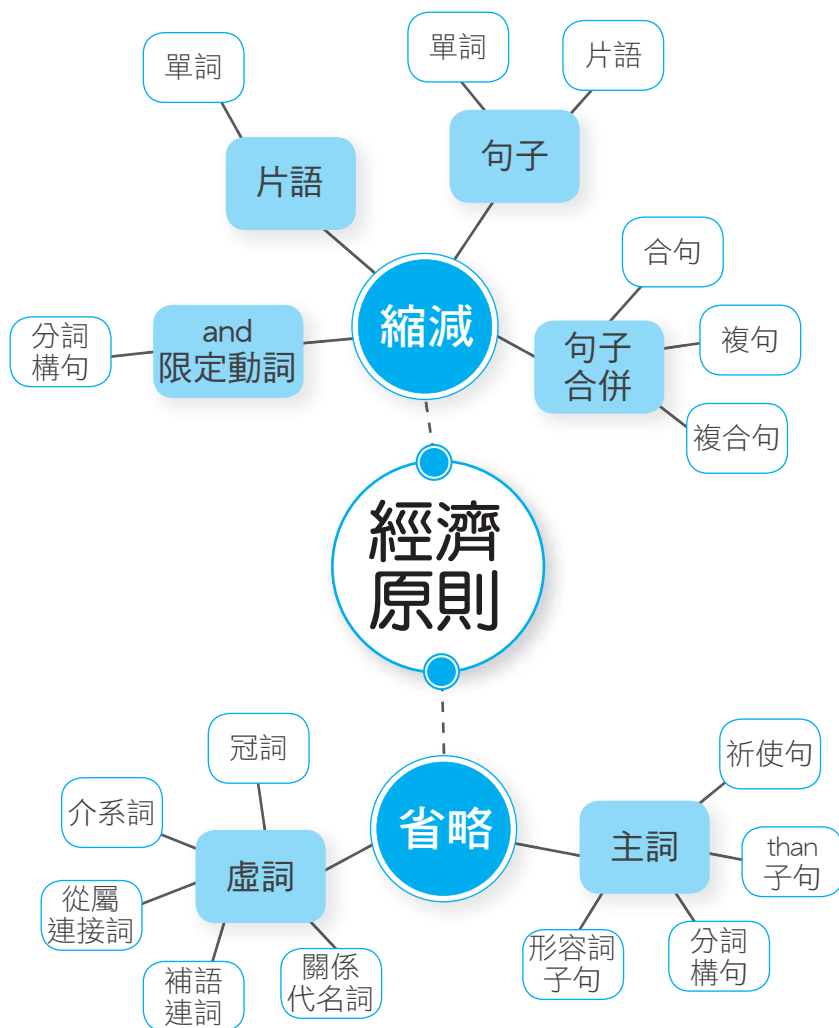 單詞
片語
單詞
片語
句子
合句
複句
複合句
句子
合併
縮減
and
限定動詞
分詞
構句
經濟
原則
省略
冠詞
介系詞
從屬
連接詞
補語
連詞
關係
代名詞
虛詞
主詞
祈使句
than
子句
分詞
構句
形容詞
子句